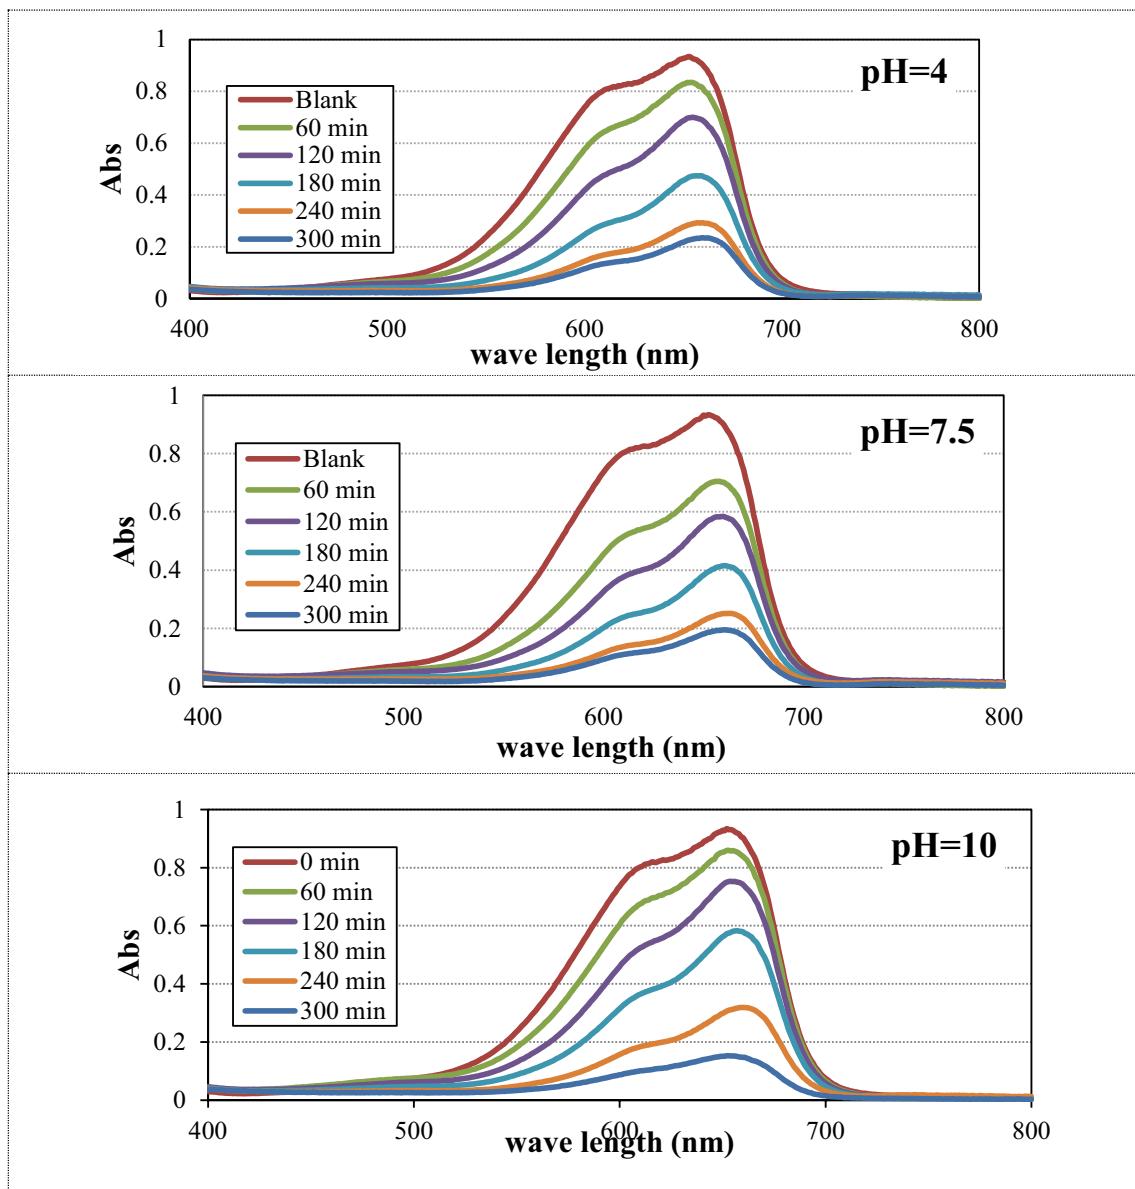 1
pH=4
0.8
Blank
60 min
0.6
120 min
Abs
0.4
180 min
240 min
0.2
300 min
0
400 500 600 700 800
wave length (nm)
1
pH=7.5
0.8
Blank
60 min
0.6
120 min
Abs
0.4
180 min
240 min
0.2
300 min
0
400 500 600 700 800
wave length (nm)
1
pH=10
0.8
0 min
60 min
0.6
120 min
Abs
0.4
180 min
240 min
0.2
300 min
0
400 500 600 700 800
wave length (nm)